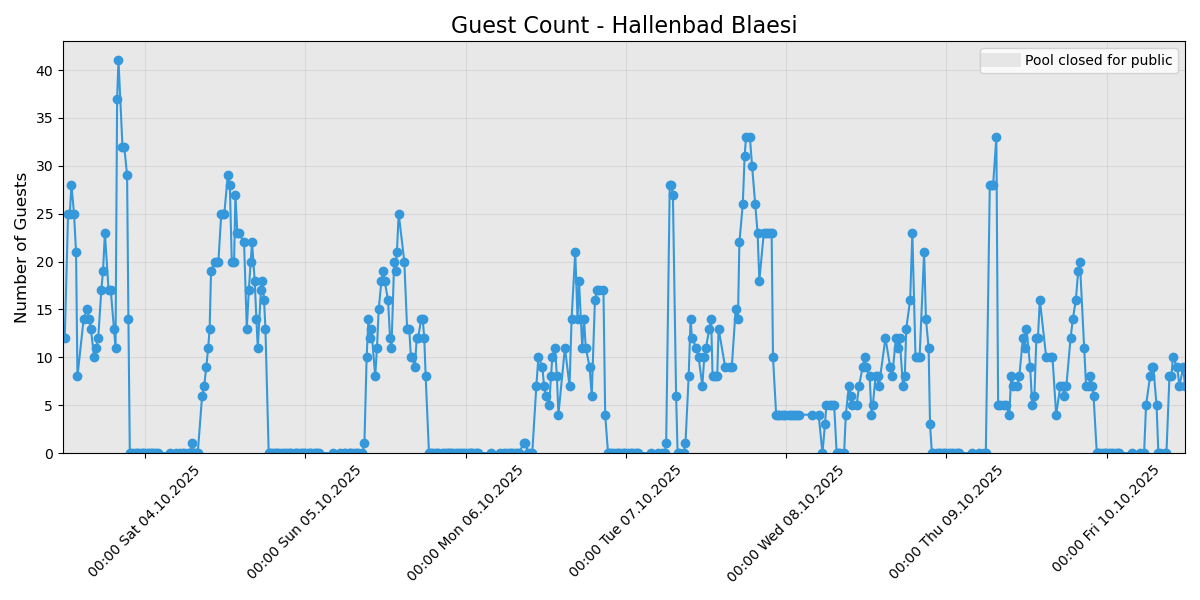 Guest Count - Hallenbad Blaesi
Pool closed for public
Number of Guests
40
35
30
25
20
15
10
5
0
00:00 Sat 04.10.2025
00:00 Sun 05.10.2025
00:00 Mon 06.10.2025
00:00 Tue 07.10.2025
00:00 Wed 08.10.2025
00:00 Thu 09.10.2025
00:00 Fri 10.10.2025